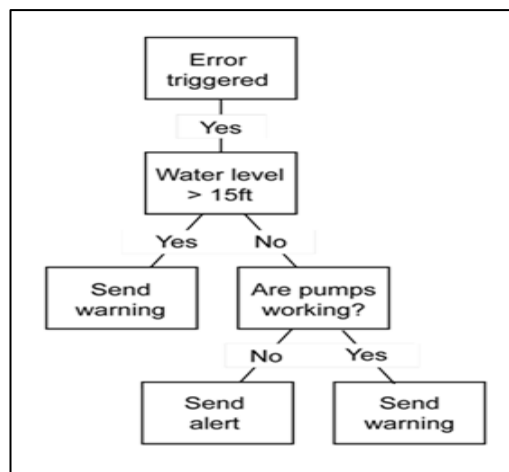 Error
triggered
Yes
Water level
> 15ft
Yes
No
Send
warning
Are pumps
working?
No
Yes
Send
alert
Send
warning